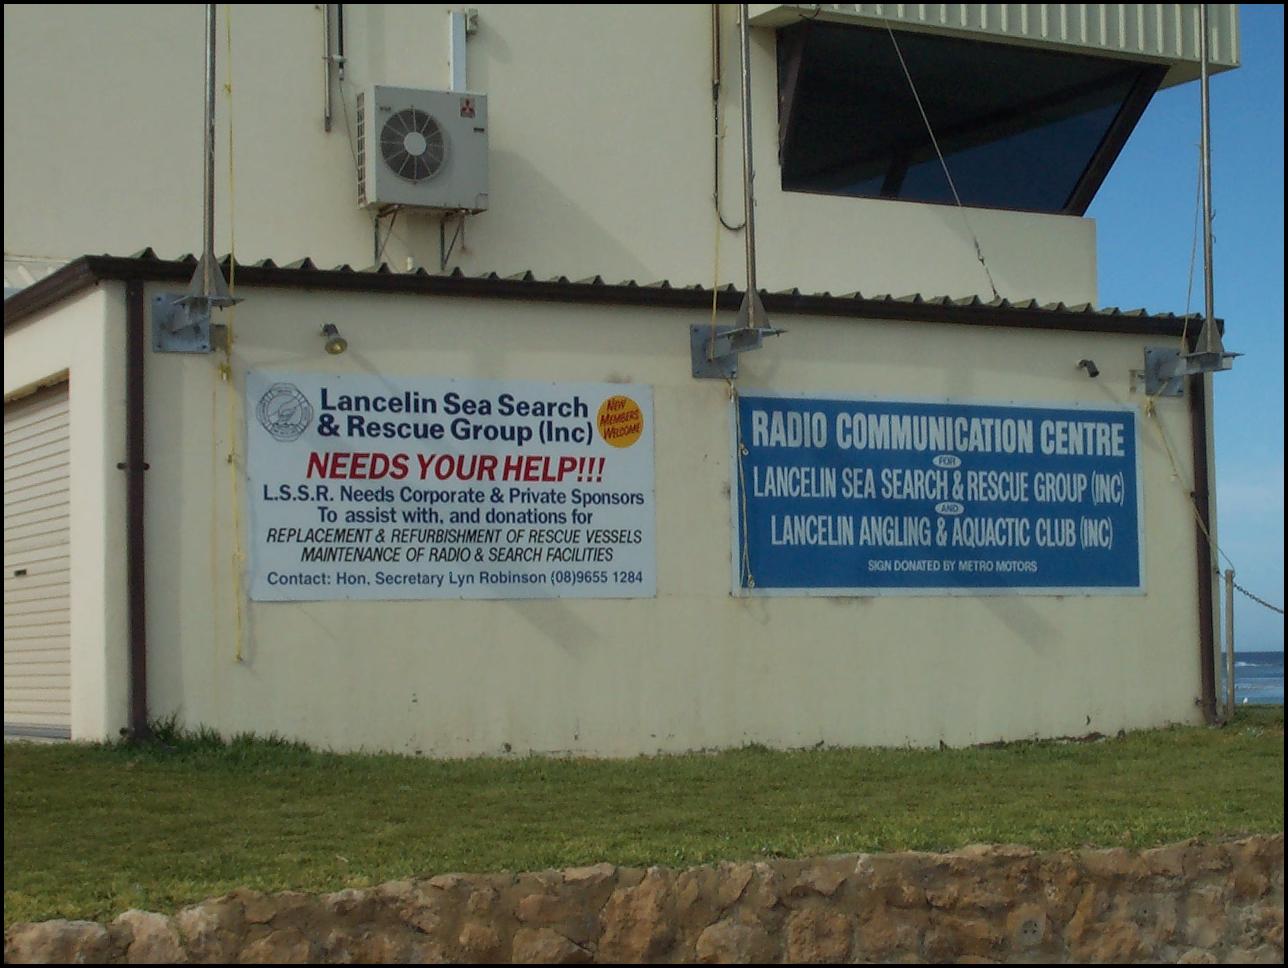 Lancelin Sea Search
& Rescue Group (Inc)
NEW
MEMBERS
WELCOME
NEEDS YOUR HELP!!!
L.S.S.R. Needs Corporate & Private Sponsors
To assist with, and donations for
REPLACEMENT & REFURBISHMENT OF RESCUE VESSELS
MAINTENANCE OF RADIO & SEARCH FACILITIES
Contact: Hon. Secretary Lyn Robinson (08)9655 1284
RADIO COMMUNICATION CENTRE
FOR
LANCELIN SEA SEARCH & RESCUE GROUP (INC)
AND
LANCELIN ANGLING & AQUACTIC CLUB (INC)
SIGN DONATED BY METRO MOTORS